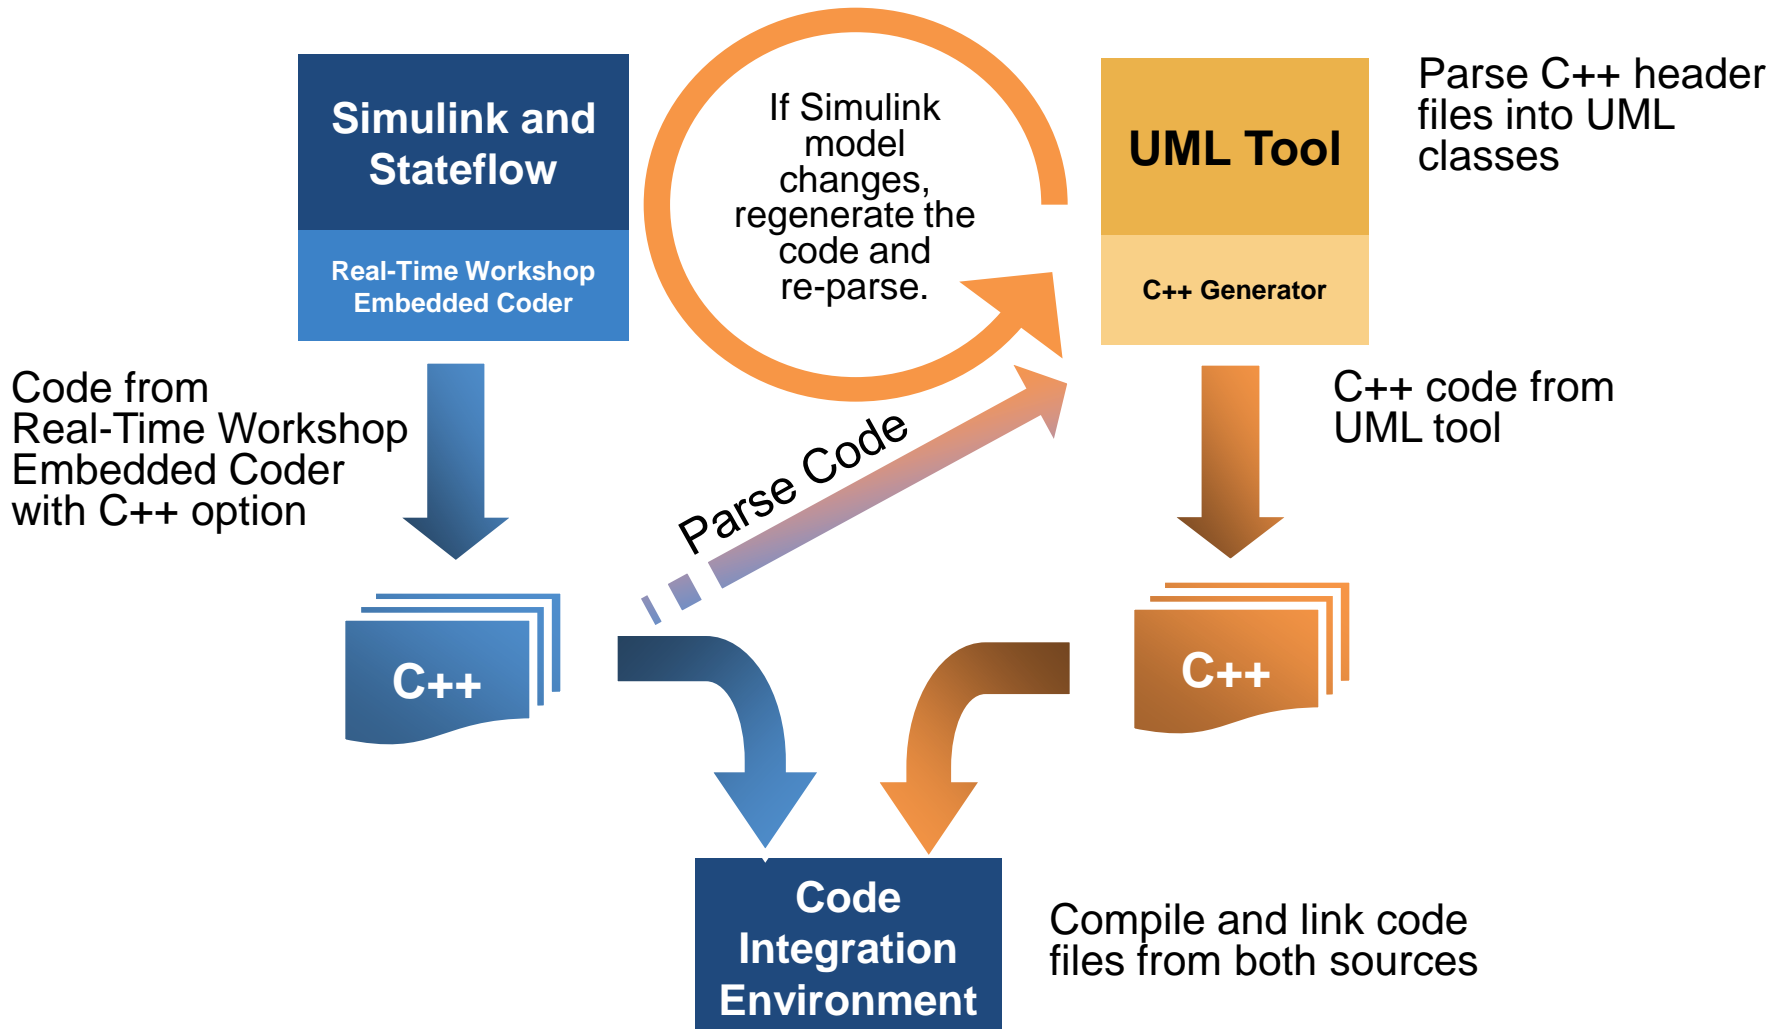 Simulink and
Stateflow
Real-Time Workshop
Embedded Coder
If Simulink
model
changes,
regenerate the
code and
re-parse.
UML Tool
C++ Generator
Parse C++ header
files into UML
classes
Code from
Real-Time Workshop
Embedded Coder
with C++ option
Parse Code
C++ code from
UML tool
C++
C++
Code
Integration
Environment
Compile and link code
files from both sources